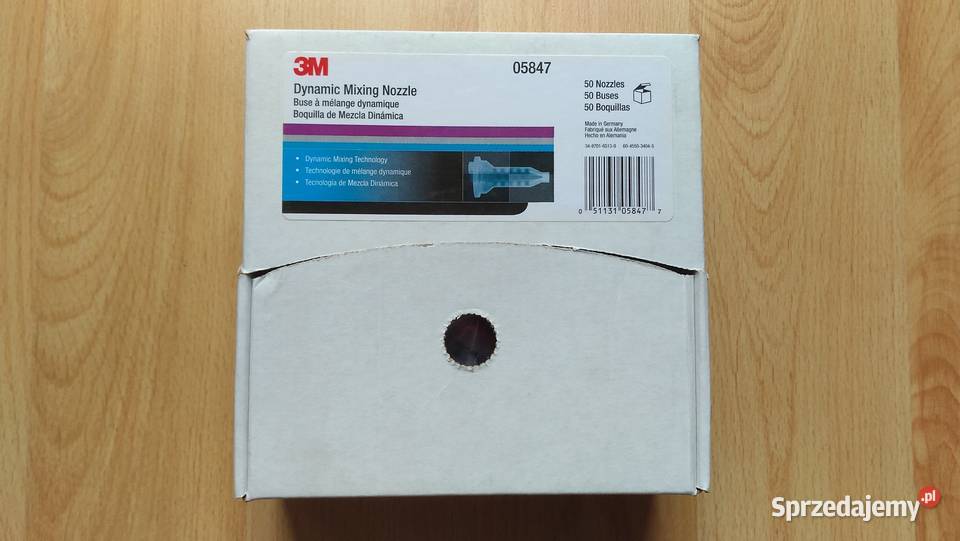 3M
05847
Dynamic Mixing Nozzle
Buse à mélange dynamique
Boquilla de Mezcla Dinámica
50 Nozzles
50 Buses
50 Boquillas
Made in Germany
Fabriqué aux Allemagne
Hecho en Alemania
• Dynamic Mixing Technology
• Technologie de mélange dynamique
• Tecnologia de Mezcla Dinámica
0 51131 05847 7
Sprzedajemy.pl